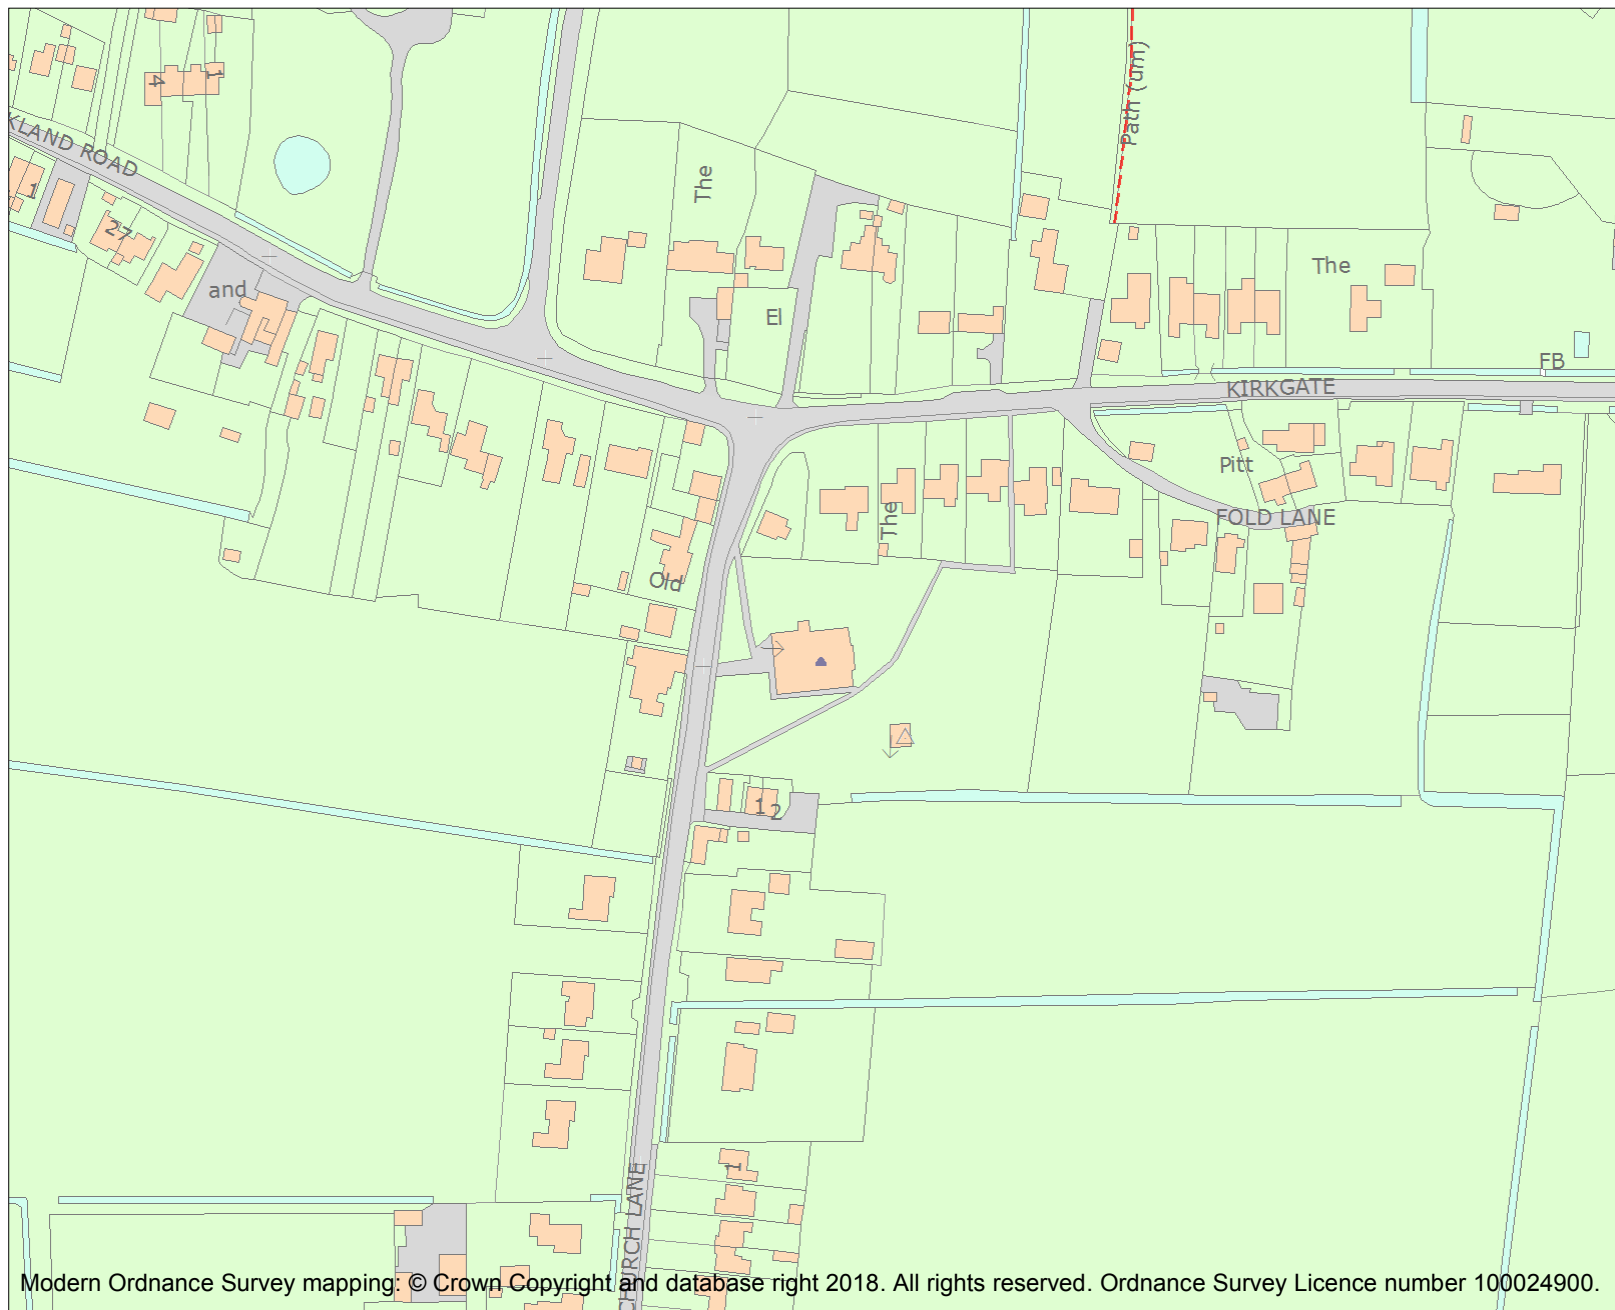 4
1
Path (um)
KLAND ROAD
1
The
27
and
The
El
FB
KIRKGATE
Pitt
The
FOLD LANE
Old
1
2
1
CHURCH LANE
Modern Ordnance Survey mapping: © Crown Copyright and database right 2018. All rights reserved. Ordnance Survey Licence number 100024900.